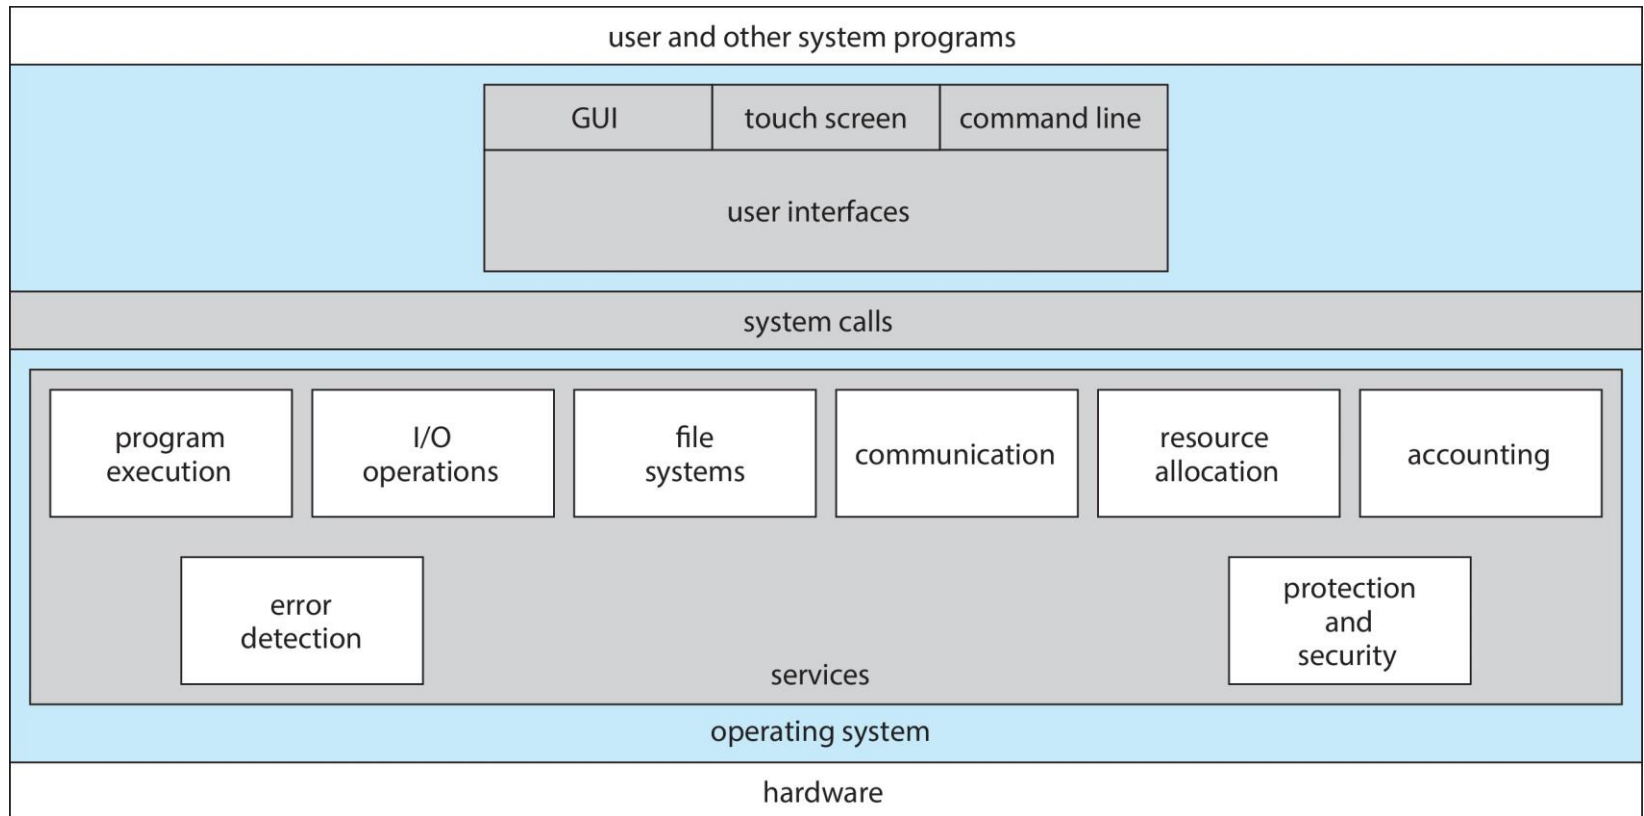 user and other system programs
GUI
touch screen
command line
user interfaces
system calls
program
execution
I/O
operations
file
systems
communication
resource
allocation
accounting
error
detection
protection
and
security
services
operating system
hardware